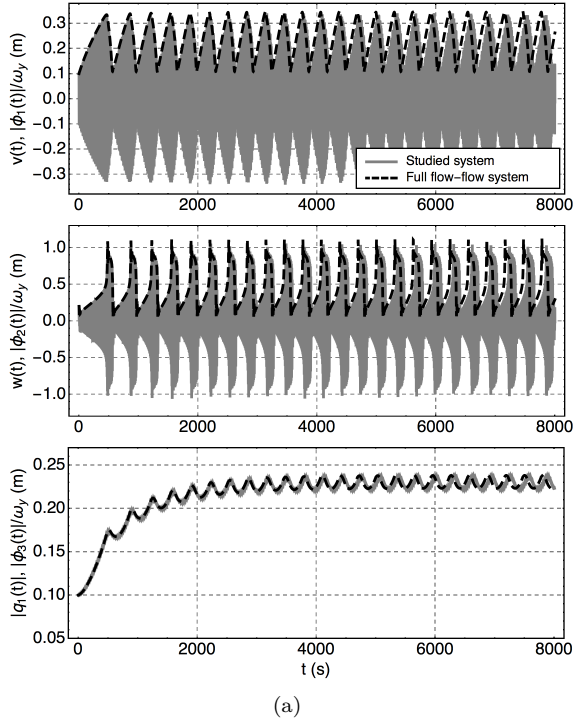 v(t), |ϕ₁(t)|/ω_y (m)
0.3
0.2
0.1
0.0
−0.1
−0.2
−0.3
Studied system
Full flow−flow system
0 2000 4000 6000 8000
w(t), |ϕ₂(t)|/ω_y (m)
1.0
0.5
0.0
−0.5
−1.0
0 2000 4000 6000 8000
|q₁(t)|, |ϕ₃(t)|/ω_y (m)
0.25
0.20
0.15
0.10
0.05
0 2000 4000 6000 8000
t (s)
(a)